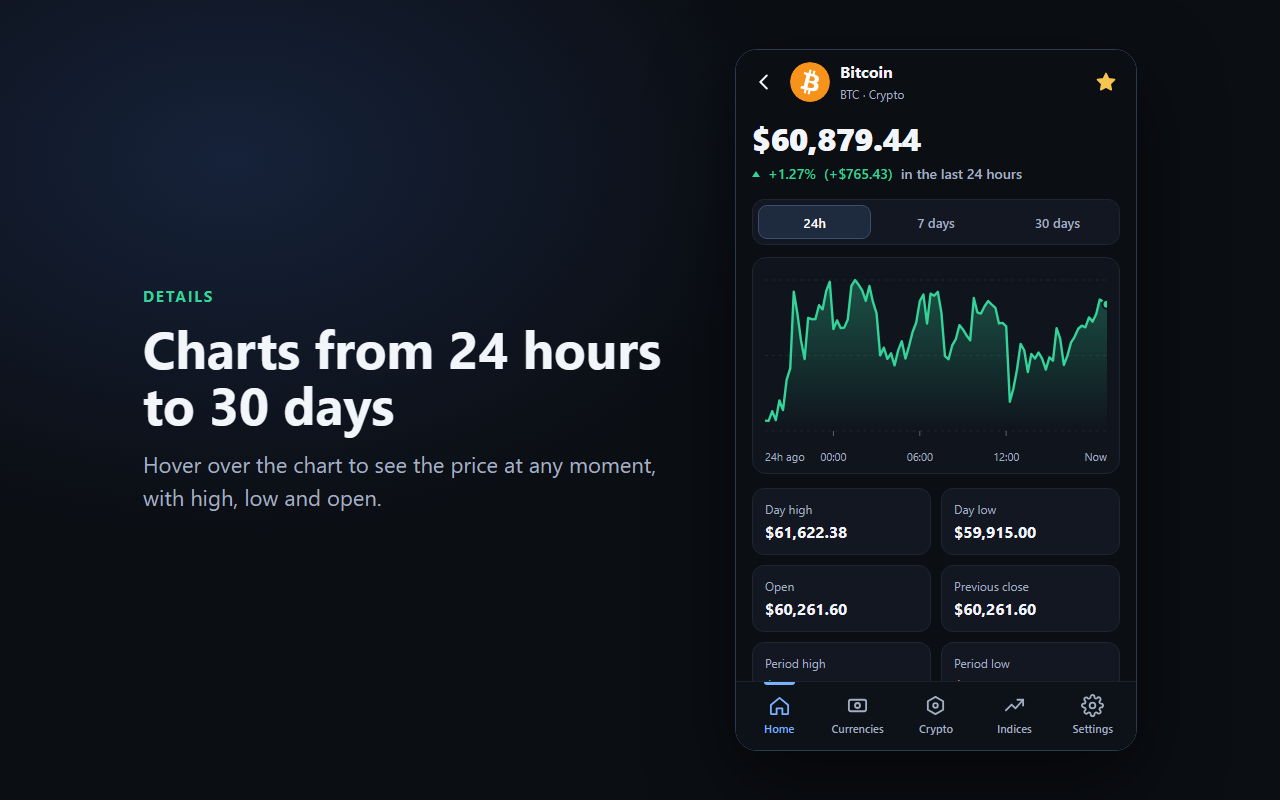 DETAILS
Charts from 24 hours
to 30 days
Hover over the chart to see the price at any moment,
with high, low and open.
Bitcoin
BTC · Crypto
$60,879.44
+1.27% (+$765.43) in the last 24 hours
24h 7 days 30 days
24h ago 00:00 06:00 12:00 Now
Day high
$61,622.38
Day low
$59,915.00
Open
$60,261.60
Previous close
$60,261.60
Period high
Period low
Home Currencies Crypto Indices Settings